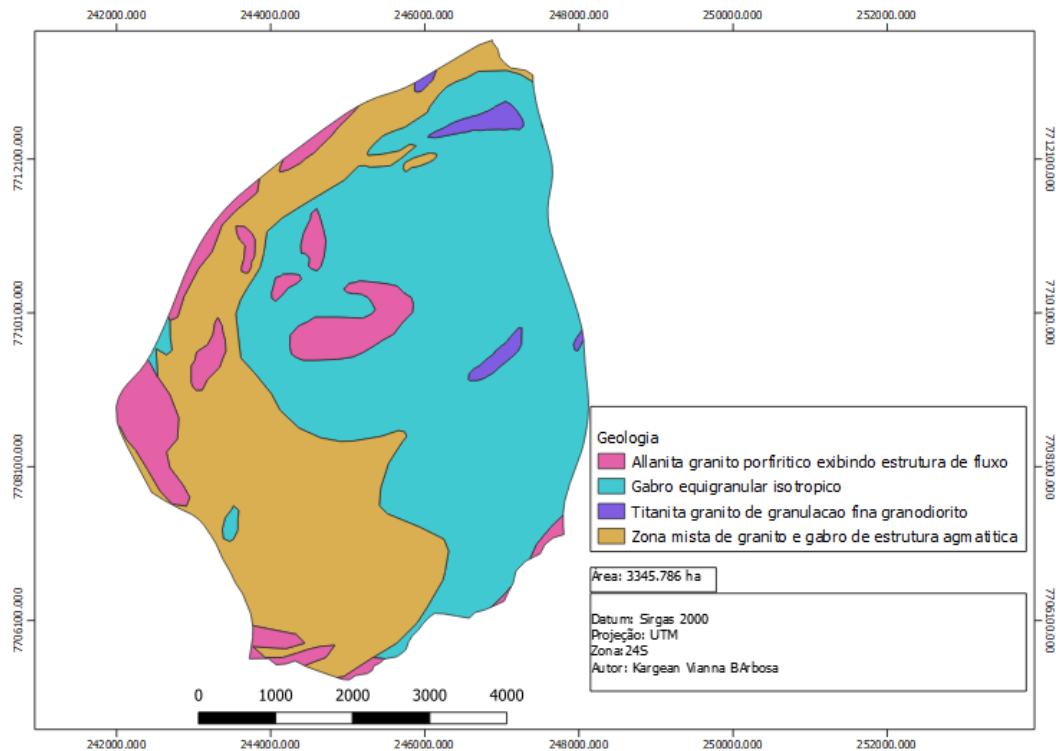 242000.000 244000.000 246000.000 248000.000 250000.000 252000.000
7712100.000 7712100.000
7710100.000 7710100.000
7708100.000 7708100.000
7706100.000 7706100.000
Geologia
Allanita granito porfiritico exibindo estrutura de fluxo
Gabro equigranular isotropico
Titanita granito de granulacao fina granodiorito
Zona mista de granito e gabro de estrutura agmatitica
Área: 3345.786 ha
Datum: Sirgas 2000
Projeção: UTM
Zona:24S
Autor: Kargean Vianna BArbosa
0 1000 2000 3000 4000
242000.000 244000.000 246000.000 248000.000 250000.000 252000.000